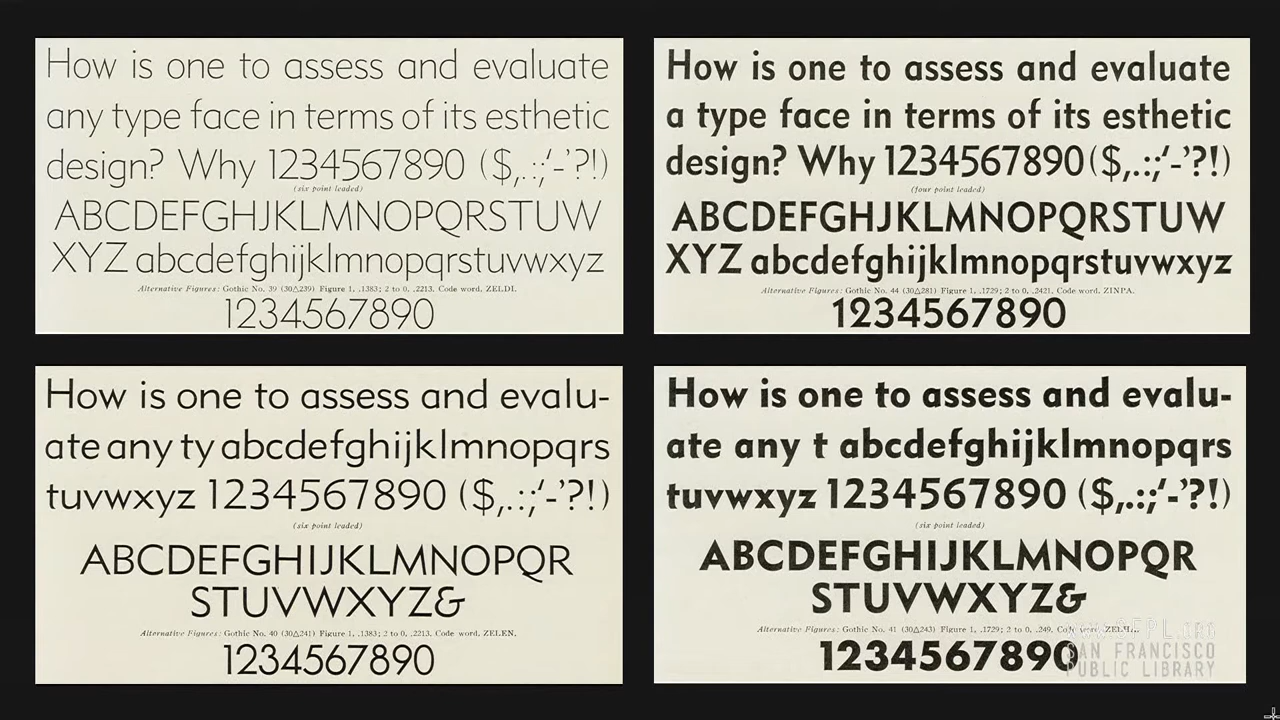 How is one to assess and evaluate
any type face in terms of its esthetic
design? Why 1234567890 ($,.:;‘-’?!)
(six point leaded)
ABCDEFGHIJKLMNOPQRSTUW
XYZ abcdefghijklmnopqrstuvwxyz
Alternative Figures: Gothic No. 39 (30△239) Figure 1, .1383; 2 to 0, .2213. Code word, ZELDI.
1234567890
How is one to assess and evaluate
a type face in terms of its esthetic
design? Why 1234567890($,.:;‘-’?!)
(four point leaded)
ABCDEFGHIJKLMNOPQRSTUW
XYZ abcdefghijklmnopqrstuvwxyz
Alternative Figures: Gothic No. 44 (30△281) Figure 1, .1729; 2 to 0, .2421. Code word, ZINPA.
1234567890
How is one to assess and evalu-
ate any ty abcdefghijklmnopqrs
tuvwxyz 1234567890 ($,.:;‘-’?!)
(six point leaded)
ABCDEFGHIJKLMNOPQR
STUVWXYZ&
Alternative Figures: Gothic No. 40 (30△241) Figure 1, .1383; 2 to 0, .2213. Code word, ZELEN.
1234567890
How is one to assess and evalu-
ate any t abcdefghijklmnopqrs
tuvwxyz 1234567890 ($,.:;‘-’?!)
(six point leaded)
ABCDEFGHIJKLMNOPQR
STUVWXYZ&
Alternative Figures: Gothic No. 41 (30△243) Figure 1, .1729; 2 to 0, .249. Code word,
1234567890
WWW.SFPL.ORG
SAN FRANCISCO
PUBLIC LIBRARY